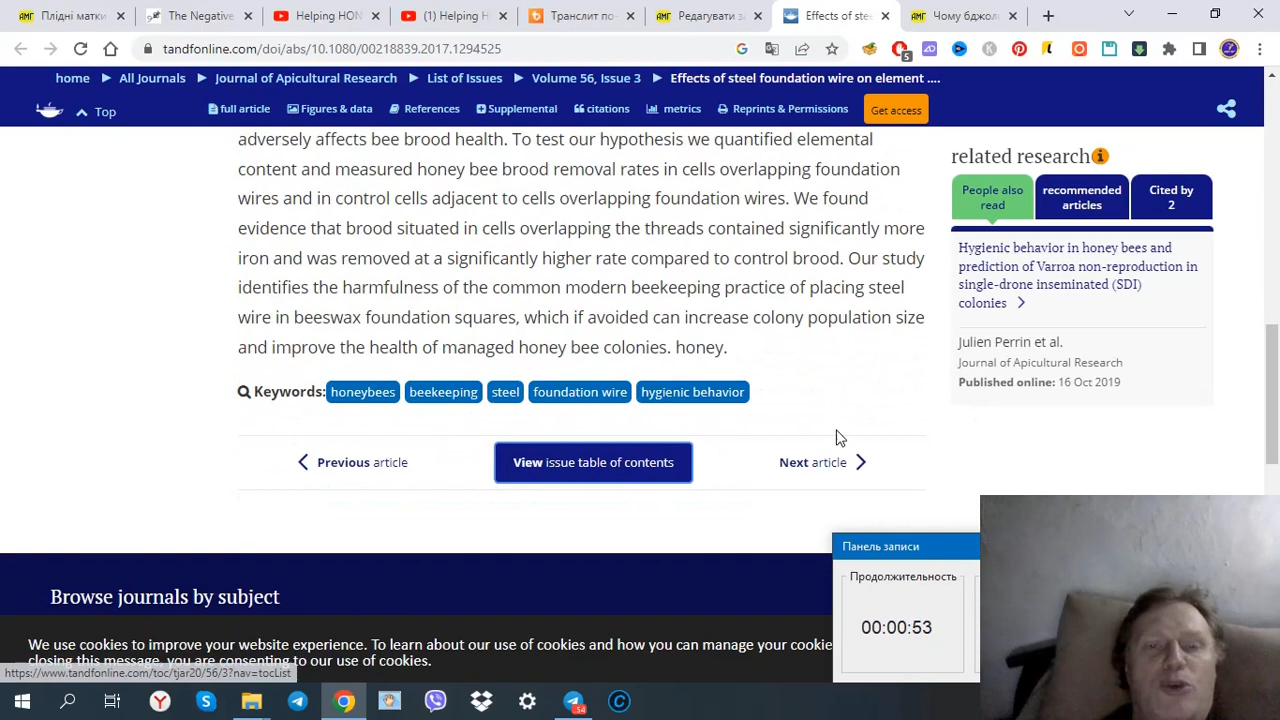 Плідні матки
The Negative
Helping HON
(1) Helping H
Транслит по-
Редагувати за
Effects of stee
Чому бджоль
tandfonline.com/doi/abs/10.1080/00218839.2017.1294525
5
home All Journals Journal of Apicultural Research List of Issues Volume 56, Issue 3 Effects of steel foundation wire on element ....
Top full article Figures & data References Supplemental citations metrics Reprints & Permissions Get access
adversely affects bee brood health. To test our hypothesis we quantified elemental
content and measured honey bee brood removal rates in cells overlapping foundation
wires and in control cells adjacent to cells overlapping foundation wires. We found
evidence that brood situated in cells overlapping the threads contained significantly more
iron and was removed at a significantly higher rate compared to control brood. Our study
identifies the harmfulness of the common modern beekeeping practice of placing steel
wire in beeswax foundation squares, which if avoided can increase colony population size
and improve the health of managed honey bee colonies. honey.
Keywords: honeybees beekeeping steel foundation wire hygienic behavior
Previous article View issue table of contents Next article
related research
People also
read
recommended
articles
Cited by
2
Hygienic behavior in honey bees and
prediction of Varroa non-reproduction in
single-drone inseminated (SDI)
colonies
Julien Perrin et al.
Journal of Apicultural Research
Published online: 16 Oct 2019
Browse journals by subject
We use cookies to improve your website experience. To learn about our use of cookies and how you can manage your cookie
closing this message, you are consenting to our use of cookies.
https://www.tandfonline.com/toc/tjar20/56/3?nav=tocList
Панель записи
Продолжительность
00:00:53
54